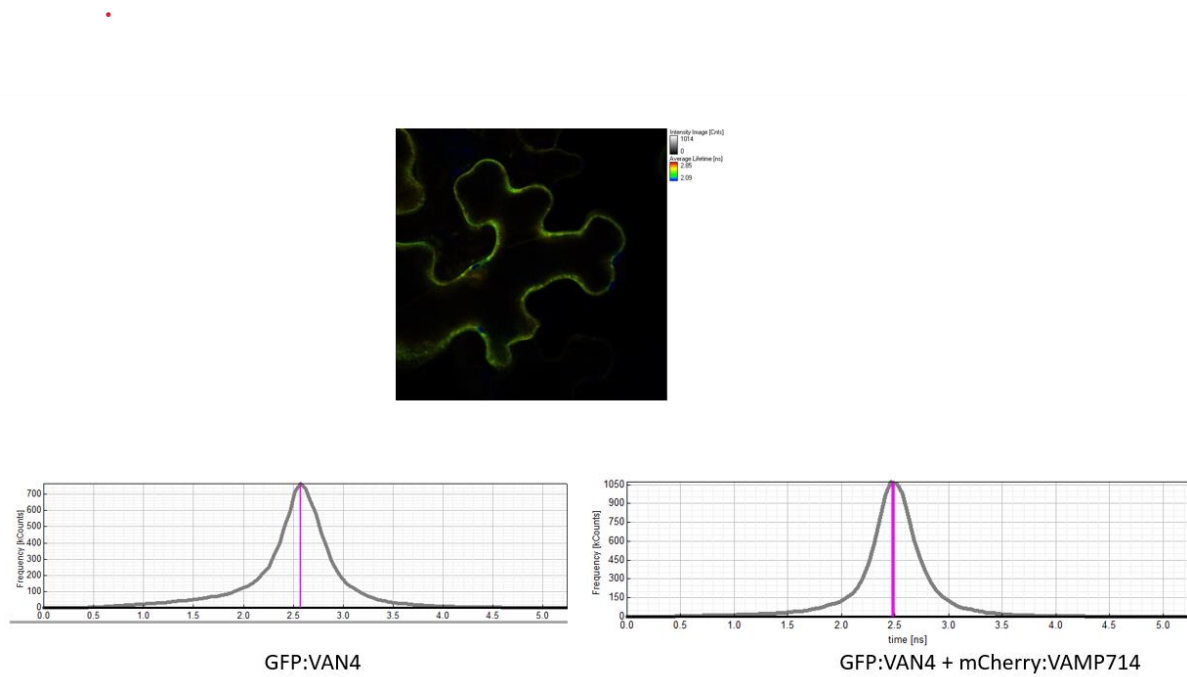 Intensity Image [Cnts]
1014
0
Average Lifetime [ns]
2.85
2.09
Frequency [kCounts]
700
600
500
400
300
200
100
0
0.0 0.5 1.0 1.5 2.0 2.5 3.0 3.5 4.0 4.5 5.0
GFP:VAN4
Frequency [kCounts]
1050
900
750
600
450
300
150
0
0.0 0.5 1.0 1.5 2.0 2.5 3.0 3.5 4.0 4.5 5.0
time [ns]
GFP:VAN4 + mCherry:VAMP714